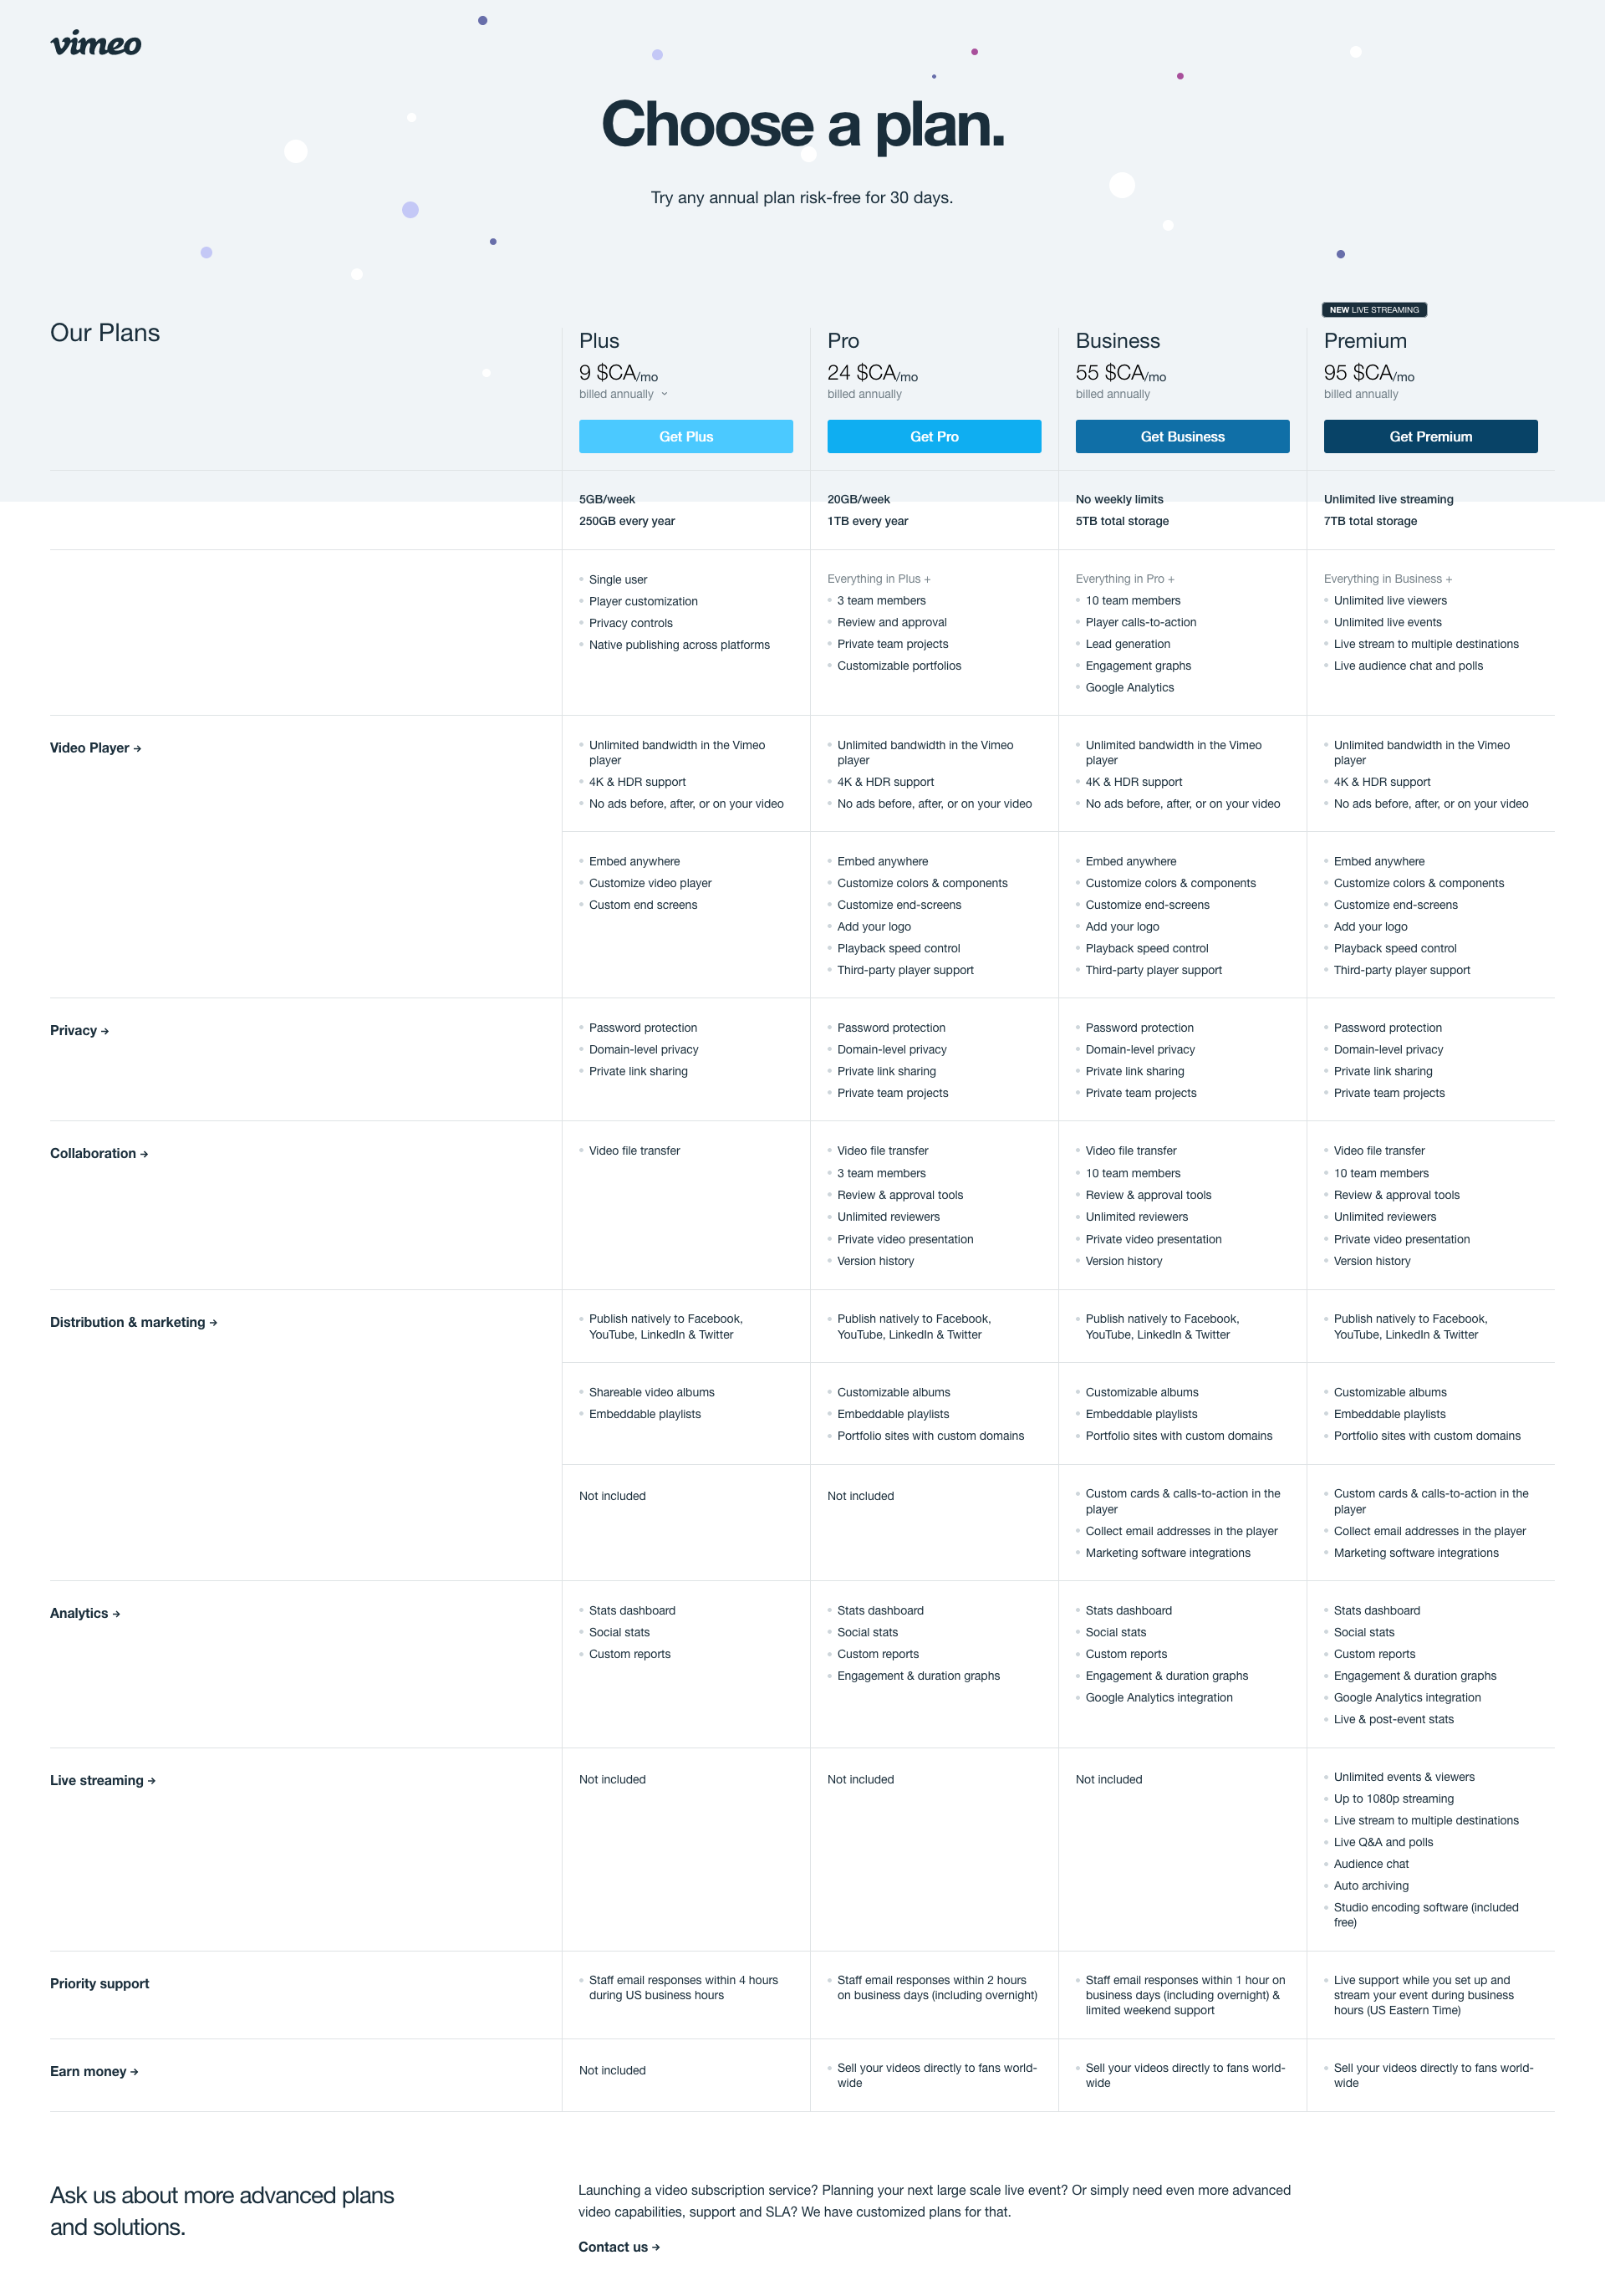 vimeo
Choose a plan.
Try any annual plan risk-free for 30 days.
Our Plans
Plus
9 $CA/mo
billed annually
Get Plus
Pro
24 $CA/mo
billed annually
Get Pro
Business
55 $CA/mo
billed annually
Get Business
NEW LIVE STREAMING
Premium
95 $CA/mo
billed annually
Get Premium
5GB/week
250GB every year
20GB/week
1TB every year
No weekly limits
5TB total storage
Unlimited live streaming
7TB total storage
Single user
Player customization
Privacy controls
Native publishing across platforms
Everything in Plus +
3 team members
Review and approval
Private team projects
Customizable portfolios
Everything in Pro +
10 team members
Player calls-to-action
Lead generation
Engagement graphs
Google Analytics
Everything in Business +
Unlimited live viewers
Unlimited live events
Live stream to multiple destinations
Live audience chat and polls
Video Player →
Unlimited bandwidth in the Vimeo
player
4K & HDR support
No ads before, after, or on your video
Unlimited bandwidth in the Vimeo
player
4K & HDR support
No ads before, after, or on your video
Unlimited bandwidth in the Vimeo
player
4K & HDR support
No ads before, after, or on your video
Unlimited bandwidth in the Vimeo
player
4K & HDR support
No ads before, after, or on your video
Embed anywhere
Customize video player
Custom end screens
Embed anywhere
Customize colors & components
Customize end-screens
Add your logo
Playback speed control
Third-party player support
Embed anywhere
Customize colors & components
Customize end-screens
Add your logo
Playback speed control
Third-party player support
Embed anywhere
Customize colors & components
Customize end-screens
Add your logo
Playback speed control
Third-party player support
Privacy →
Password protection
Domain-level privacy
Private link sharing
Password protection
Domain-level privacy
Private link sharing
Private team projects
Password protection
Domain-level privacy
Private link sharing
Private team projects
Password protection
Domain-level privacy
Private link sharing
Private team projects
Collaboration →
Video file transfer
Video file transfer
3 team members
Review & approval tools
Unlimited reviewers
Private video presentation
Version history
Video file transfer
10 team members
Review & approval tools
Unlimited reviewers
Private video presentation
Version history
Video file transfer
10 team members
Review & approval tools
Unlimited reviewers
Private video presentation
Version history
Distribution & marketing →
Publish natively to Facebook,
YouTube, LinkedIn & Twitter
Publish natively to Facebook,
YouTube, LinkedIn & Twitter
Publish natively to Facebook,
YouTube, LinkedIn & Twitter
Publish natively to Facebook,
YouTube, LinkedIn & Twitter
Shareable video albums
Embeddable playlists
Customizable albums
Embeddable playlists
Portfolio sites with custom domains
Customizable albums
Embeddable playlists
Portfolio sites with custom domains
Customizable albums
Embeddable playlists
Portfolio sites with custom domains
Not included
Not included
Custom cards & calls-to-action in the
player
Collect email addresses in the player
Marketing software integrations
Custom cards & calls-to-action in the
player
Collect email addresses in the player
Marketing software integrations
Analytics →
Stats dashboard
Social stats
Custom reports
Stats dashboard
Social stats
Custom reports
Engagement & duration graphs
Stats dashboard
Social stats
Custom reports
Engagement & duration graphs
Google Analytics integration
Stats dashboard
Social stats
Custom reports
Engagement & duration graphs
Google Analytics integration
Live & post-event stats
Live streaming →
Not included
Not included
Not included
Unlimited events & viewers
Up to 1080p streaming
Live stream to multiple destinations
Live Q&A and polls
Audience chat
Auto archiving
Studio encoding software (included
free)
Priority support
Staff email responses within 4 hours
during US business hours
Staff email responses within 2 hours
on business days (including overnight)
Staff email responses within 1 hour on
business days (including overnight) &
limited weekend support
Live support while you set up and
stream your event during business
hours (US Eastern Time)
Earn money →
Not included
Sell your videos directly to fans world-
wide
Sell your videos directly to fans world-
wide
Sell your videos directly to fans world-
wide
Ask us about more advanced plans
and solutions.
Launching a video subscription service? Planning your next large scale live event? Or simply need even more advanced
video capabilities, support and SLA? We have customized plans for that.
Contact us →